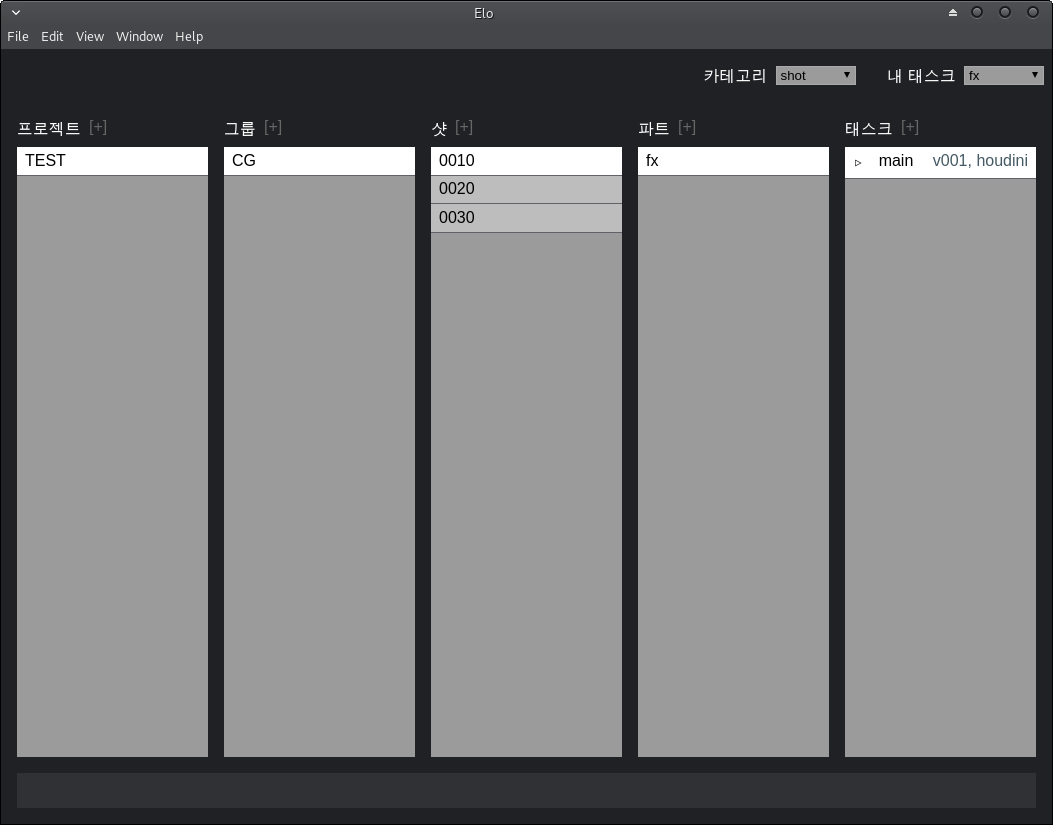 Elo
File Edit View Window Help
카테고리 shot 내 태스크 fx
프로젝트 [+] 그룹 [+] 샷 [+] 파트 [+] 태스크 [+]
TEST CG 0010 fx ▹ main v001, houdini
0020
0030